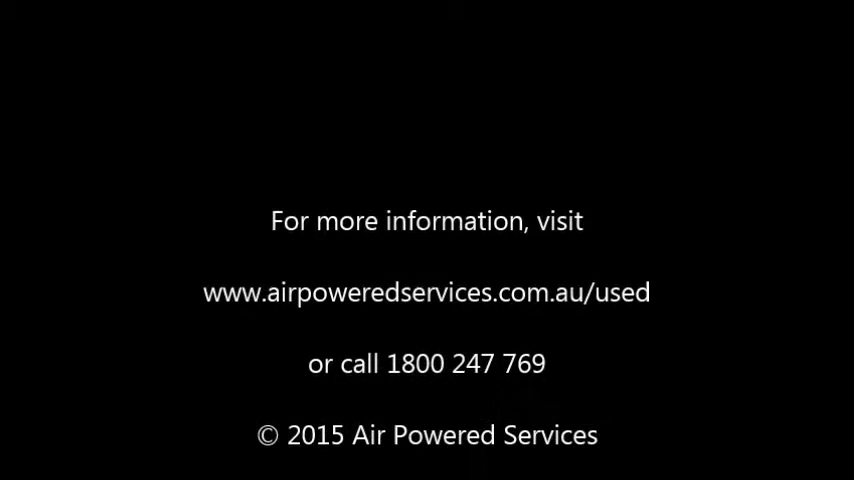 For more information, visit
www.airpoweredservices.com.au/used
or call 1800 247 769
© 2015 Air Powered Services